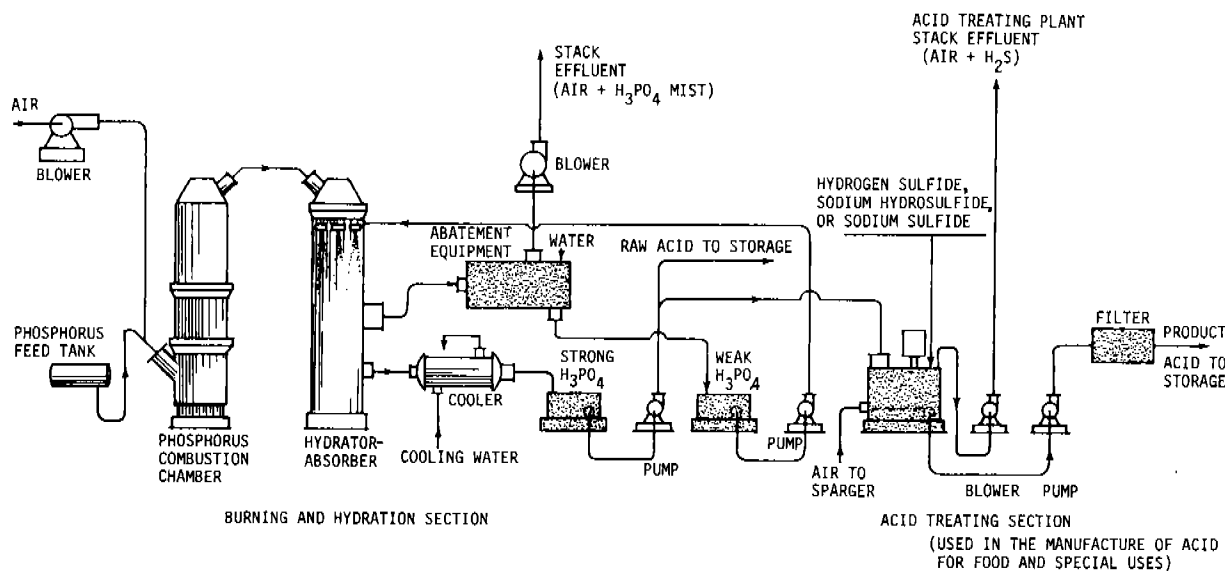 ACID TREATING PLANT
STACK EFFLUENT
(AIR + H2S)
STACK
EFFLUENT
(AIR + H3PO4 MIST)
AIR
BLOWER
BLOWER
HYDROGEN SULFIDE,
SODIUM HYDROSULFIDE,
OR SODIUM SULFIDE
ABATEMENT
EQUIPMENT
WATER
RAW ACID TO STORAGE
PHOSPHORUS
FEED TANK
FILTER
PRODUCT
ACID TO
STORAGE
STRONG
H3PO4
WEAK
H3PO4
COOLER
PHOSPHORUS
COMBUSTION
CHAMBER
HYDRATOR-
ABSORBER
COOLING WATER
PUMP
PUMP
AIR TO
SPARGER
BLOWER
PUMP
BURNING AND HYDRATION SECTION
ACID TREATING SECTION
(USED IN THE MANUFACTURE OF ACID
FOR FOOD AND SPECIAL USES)